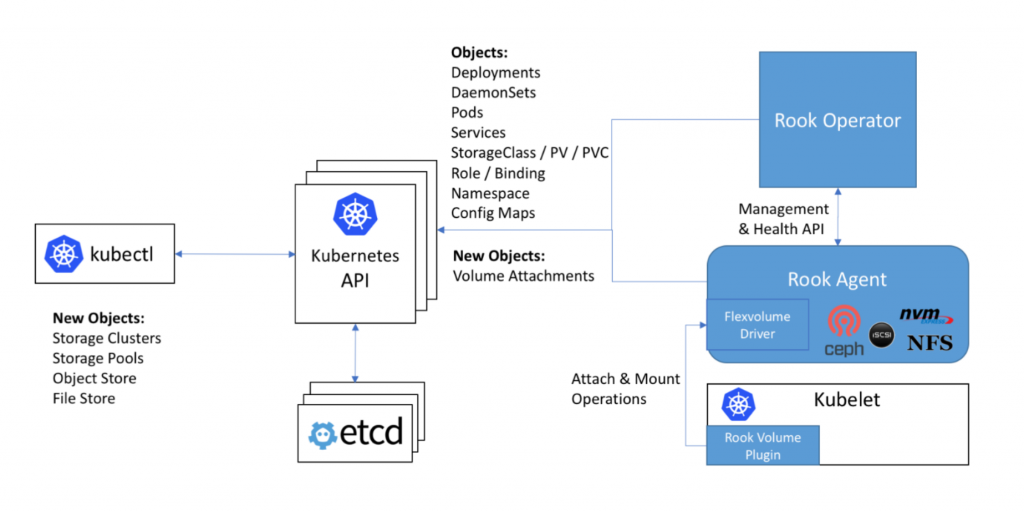 Objects:
Deployments
DaemonSets
Pods
Services
StorageClass / PV / PVC
Role / Binding
Namespace
Config Maps
Rook Operator
Management
& Health API
kubectl
Kubernetes
API
New Objects:
Volume Attachments
Rook Agent
Flexvolume
Driver
ceph
iSCSI
nvm
EXPRESS
NFS
New Objects:
Storage Clusters
Storage Pools
Object Store
File Store
etcd
Attach & Mount
Operations
Kubelet
Rook Volume
Plugin